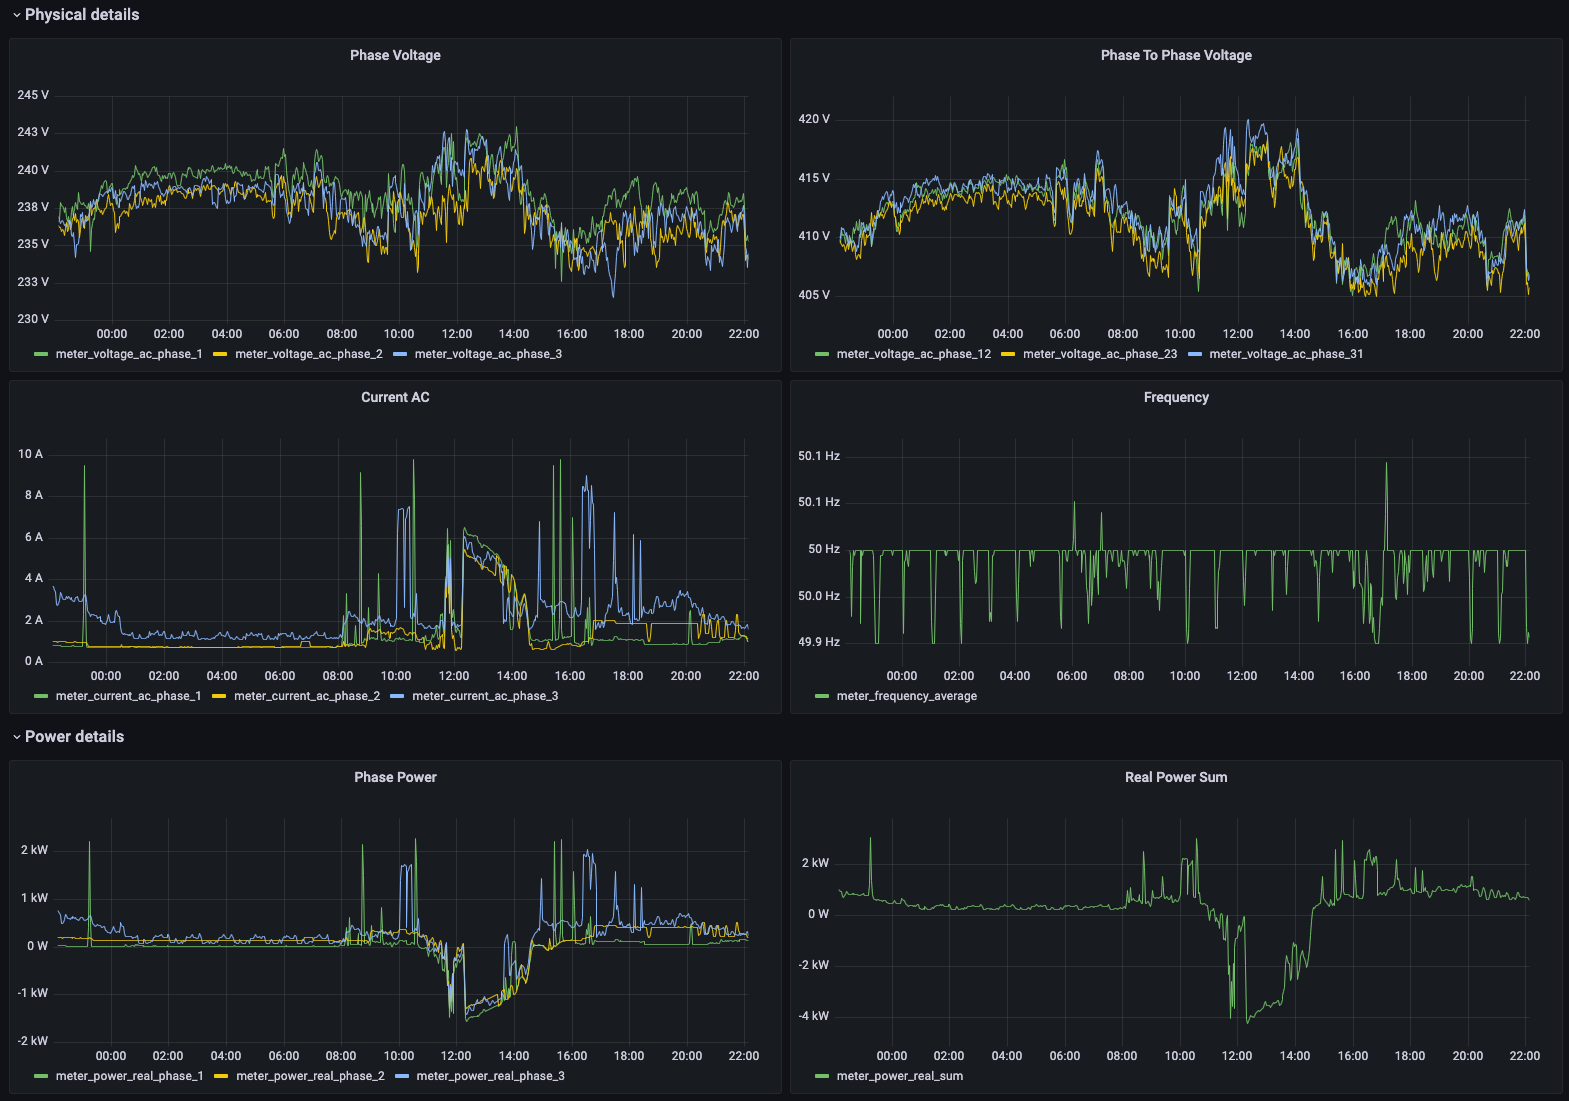 Physical details
Phase Voltage
245 V
243 V
240 V
238 V
235 V
233 V
230 V
00:00 02:00 04:00 06:00 08:00 10:00 12:00 14:00 16:00 18:00 20:00 22:00
meter_voltage_ac_phase_1 meter_voltage_ac_phase_2 meter_voltage_ac_phase_3
Phase To Phase Voltage
420 V
415 V
410 V
405 V
00:00 02:00 04:00 06:00 08:00 10:00 12:00 14:00 16:00 18:00 20:00 22:00
meter_voltage_ac_phase_12 meter_voltage_ac_phase_23 meter_voltage_ac_phase_31
Current AC
10 A
8 A
6 A
4 A
2 A
0 A
00:00 02:00 04:00 06:00 08:00 10:00 12:00 14:00 16:00 18:00 20:00 22:00
meter_current_ac_phase_1 meter_current_ac_phase_2 meter_current_ac_phase_3
Frequency
50.1 Hz
50.1 Hz
50 Hz
50.0 Hz
49.9 Hz
00:00 02:00 04:00 06:00 08:00 10:00 12:00 14:00 16:00 18:00 20:00 22:00
meter_frequency_average
Power details
Phase Power
2 kW
1 kW
0 W
-1 kW
-2 kW
00:00 02:00 04:00 06:00 08:00 10:00 12:00 14:00 16:00 18:00 20:00 22:00
meter_power_real_phase_1 meter_power_real_phase_2 meter_power_real_phase_3
Real Power Sum
2 kW
0 W
-2 kW
-4 kW
00:00 02:00 04:00 06:00 08:00 10:00 12:00 14:00 16:00 18:00 20:00 22:00
meter_power_real_sum